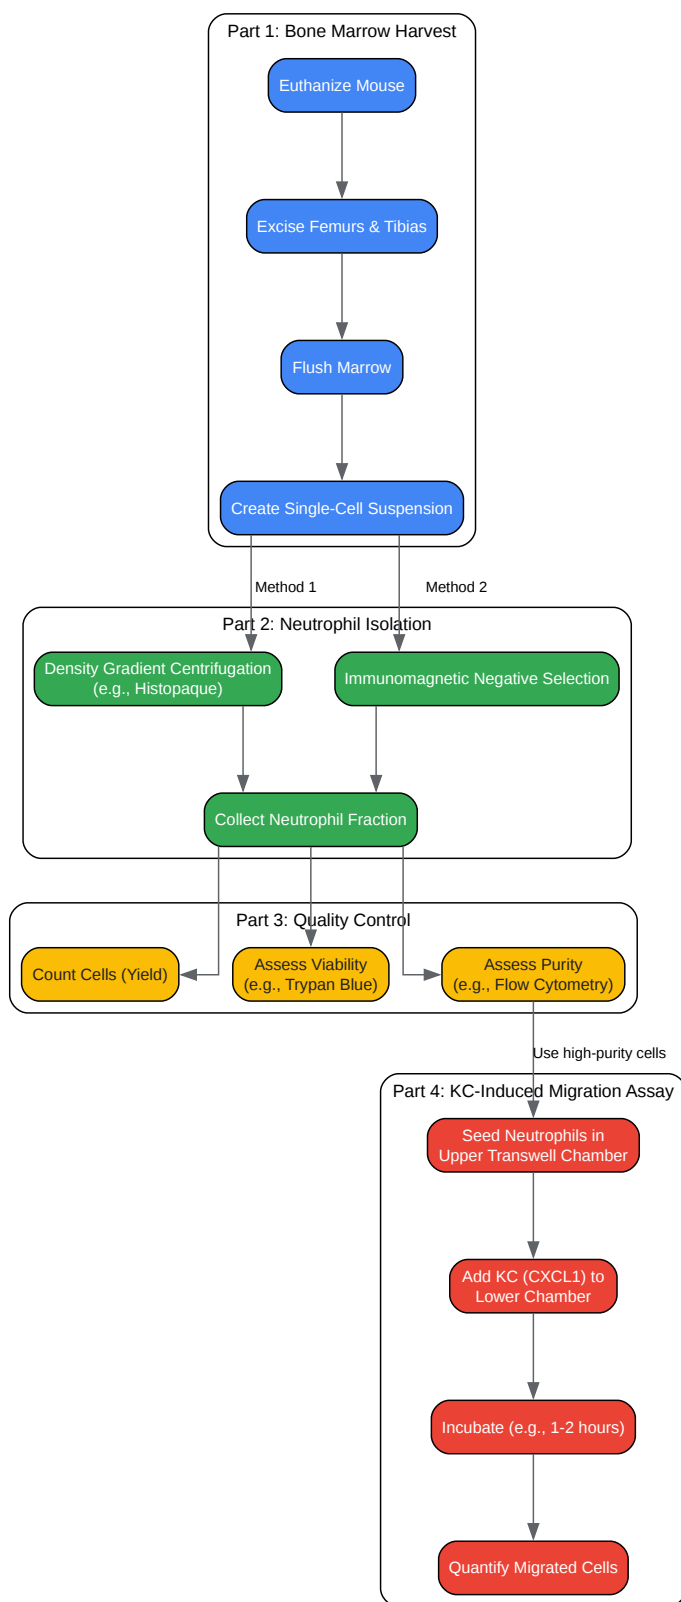 Part 1: Bone Marrow Harvest
Euthanize Mouse
Excise Femurs & Tibias
Flush Marrow
Create Single-Cell Suspension
Method 1
Method 2
Part 2: Neutrophil Isolation
Density Gradient Centrifugation
(e.g., Histopaque)
Immunomagnetic Negative Selection
Collect Neutrophil Fraction
Part 3: Quality Control
Count Cells (Yield)
Assess Viability
(e.g., Trypan Blue)
Assess Purity
(e.g., Flow Cytometry)
Use high-purity cells
Part 4: KC-Induced Migration Assay
Seed Neutrophils in
Upper Transwell Chamber
Add KC (CXCL1) to
Lower Chamber
Incubate (e.g., 1-2 hours)
Quantify Migrated Cells